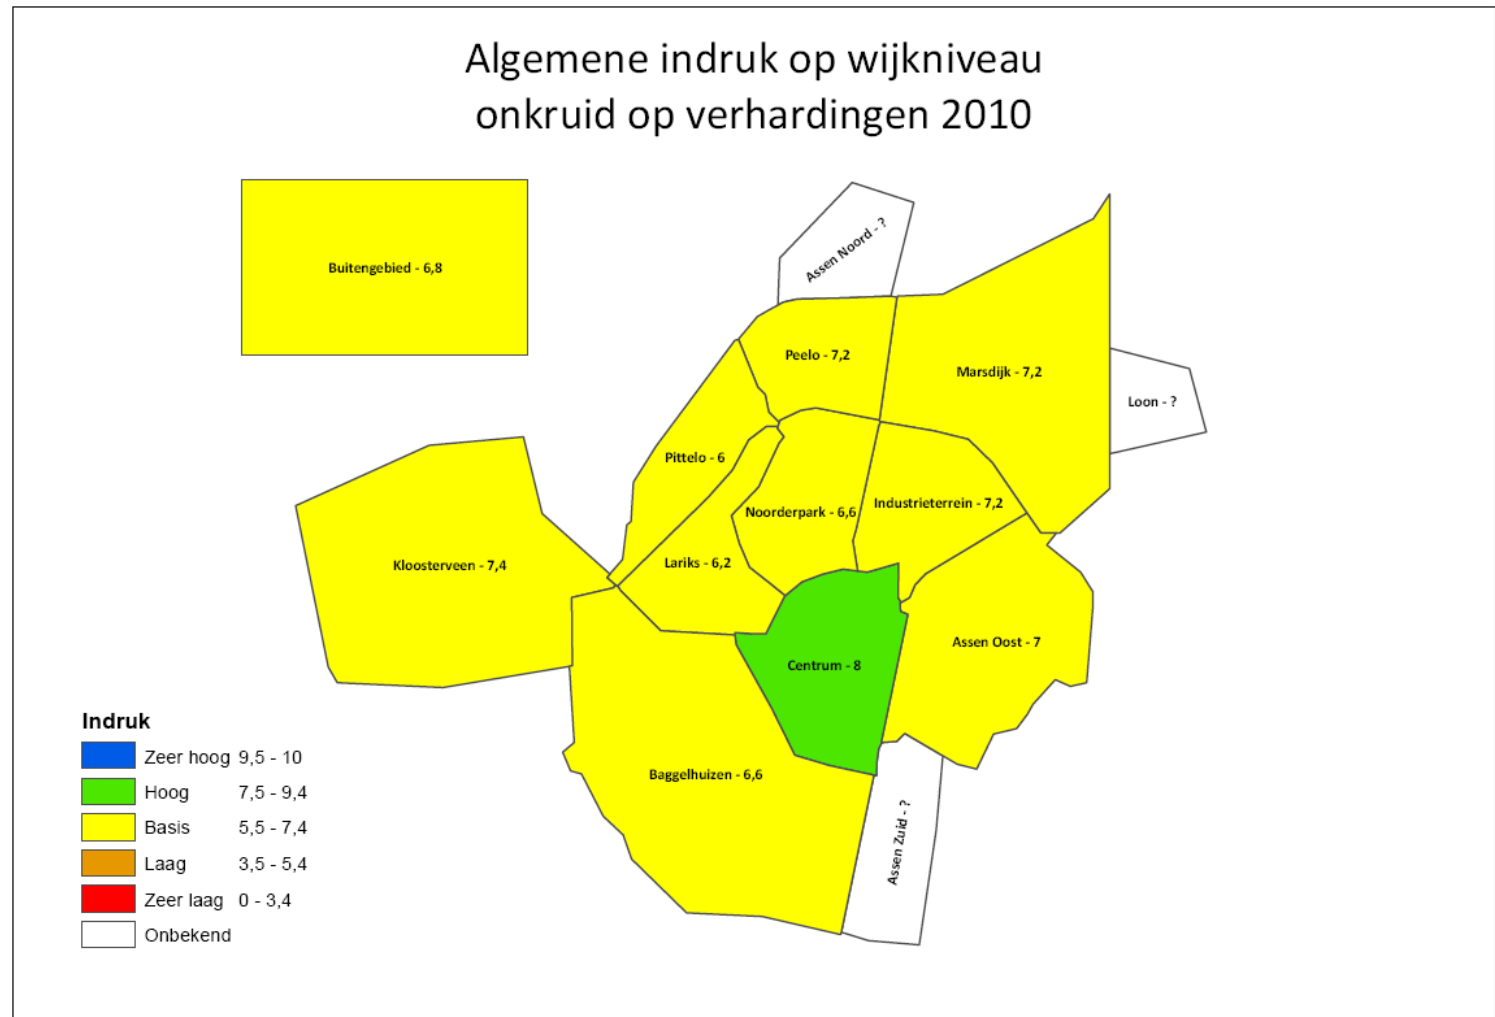 Algemene indruk op wijkniveau
onkruid op verhardingen 2010
Assen Noord - ?
Buitengebied - 6,8
Peelo - 7,2
Marsdijk - 7,2
Loon - ?
Pittelo - 6
Industrieterrein - 7,2
Noorderpark - 6,6
Lariks - 6,2
Kloosterveen - 7,4
Assen Oost - 7
Centrum - 8
Baggelhuizen - 6,6
Assen Zuid - ?
Indruk
Zeer hoog 9,5 - 10
Hoog 7,5 - 9,4
Basis 5,5 - 7,4
Laag 3,5 - 5,4
Zeer laag 0 - 3,4
Onbekend